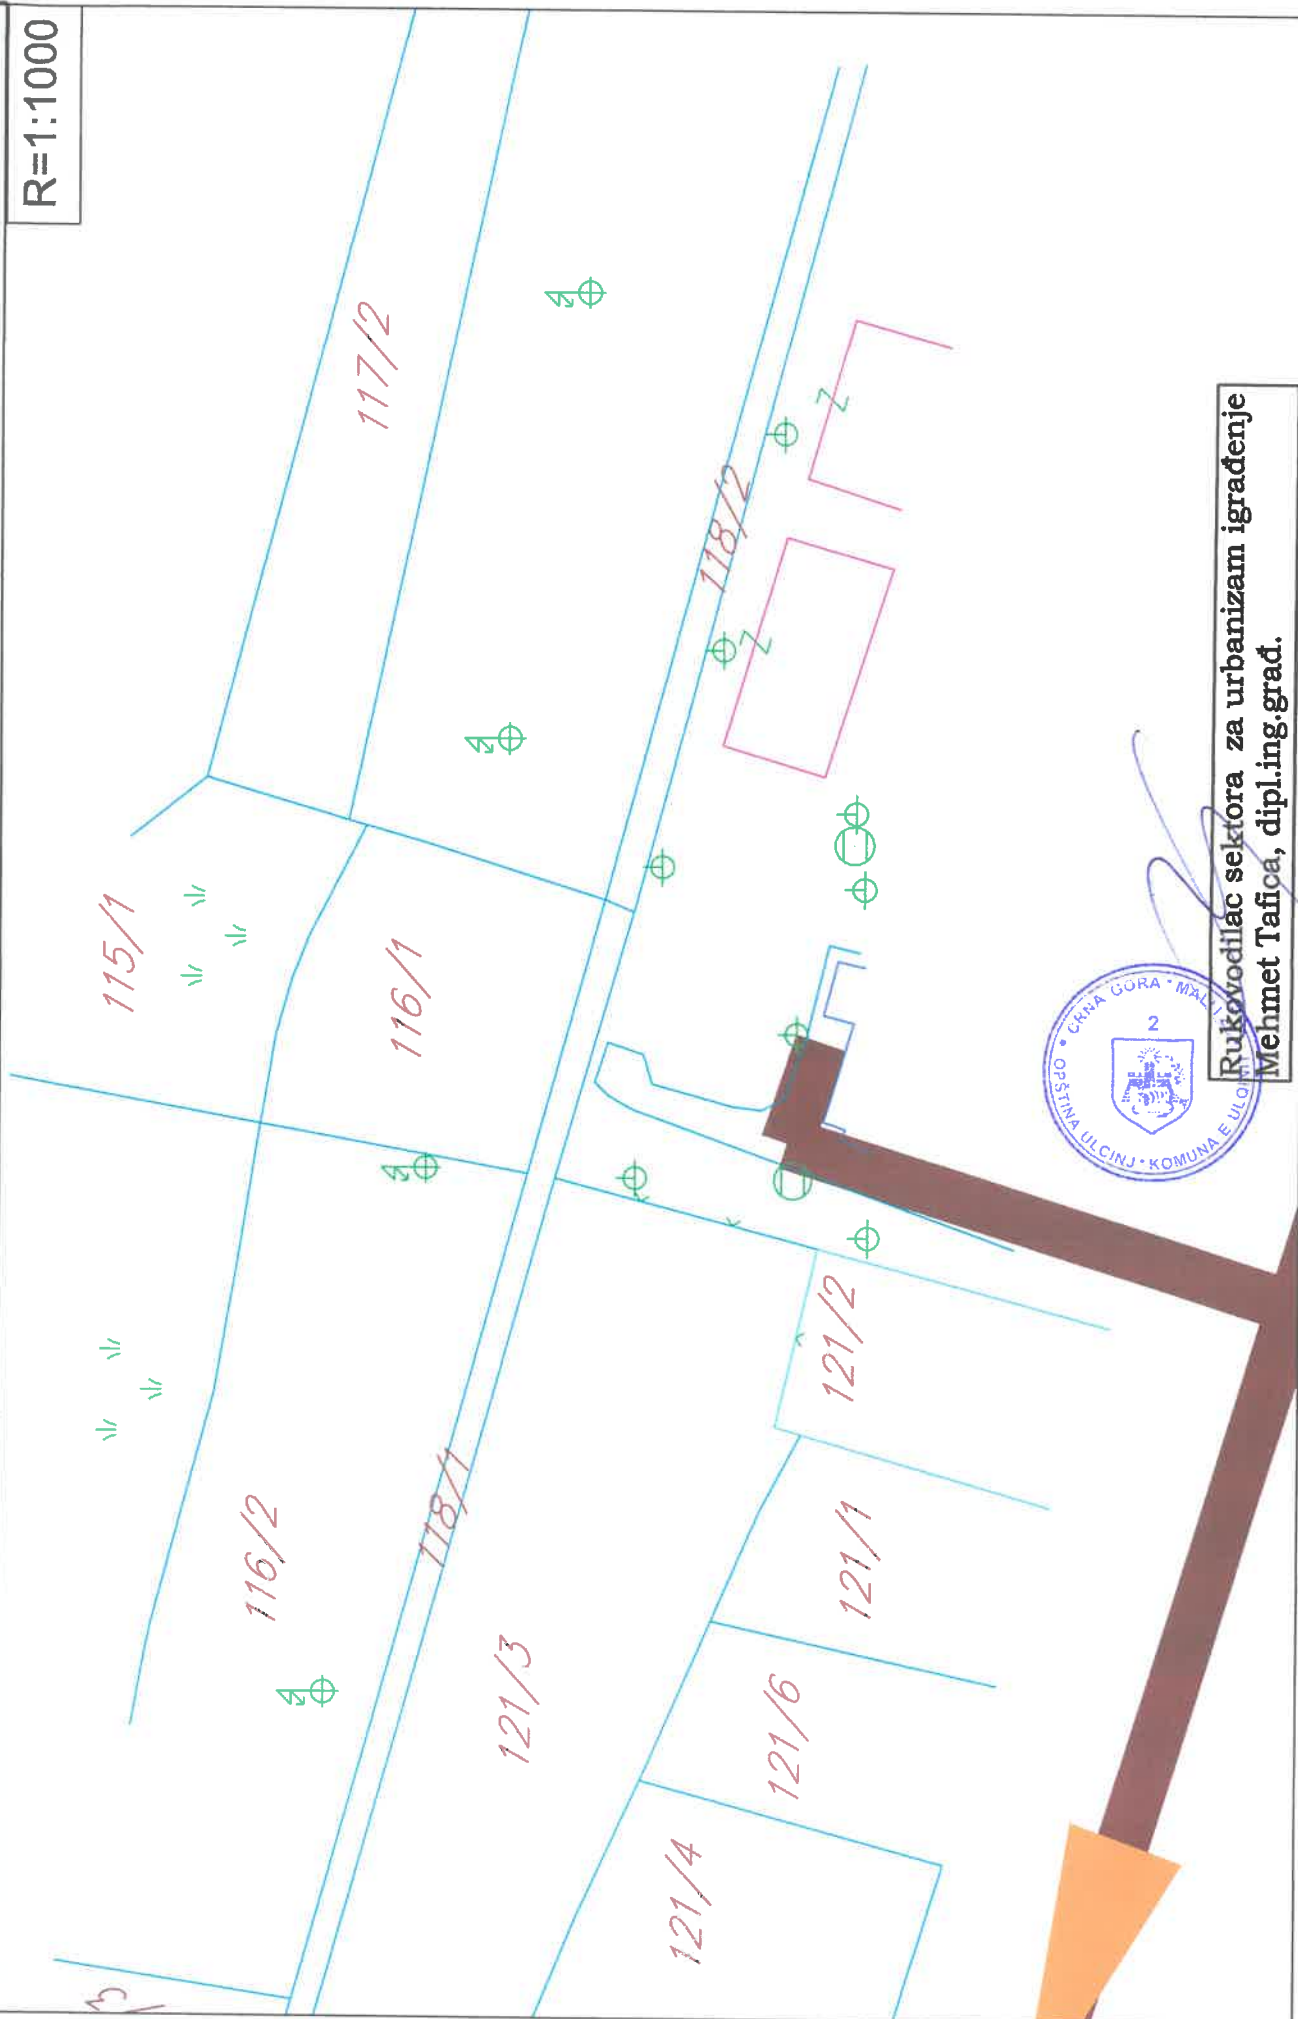 R=1:1000
117/2
115/1
116/1
118/2
116/2
118/1
121/3
121/2
121/1
121/6
121/4
OPŠTINA ULCINJ • CRNA GORA •
KOMUNA E ULQINIT
2
Rukovodilac sektora za urbanizam igrađenje
Mehmet Tafica, dipl.ing.građ.